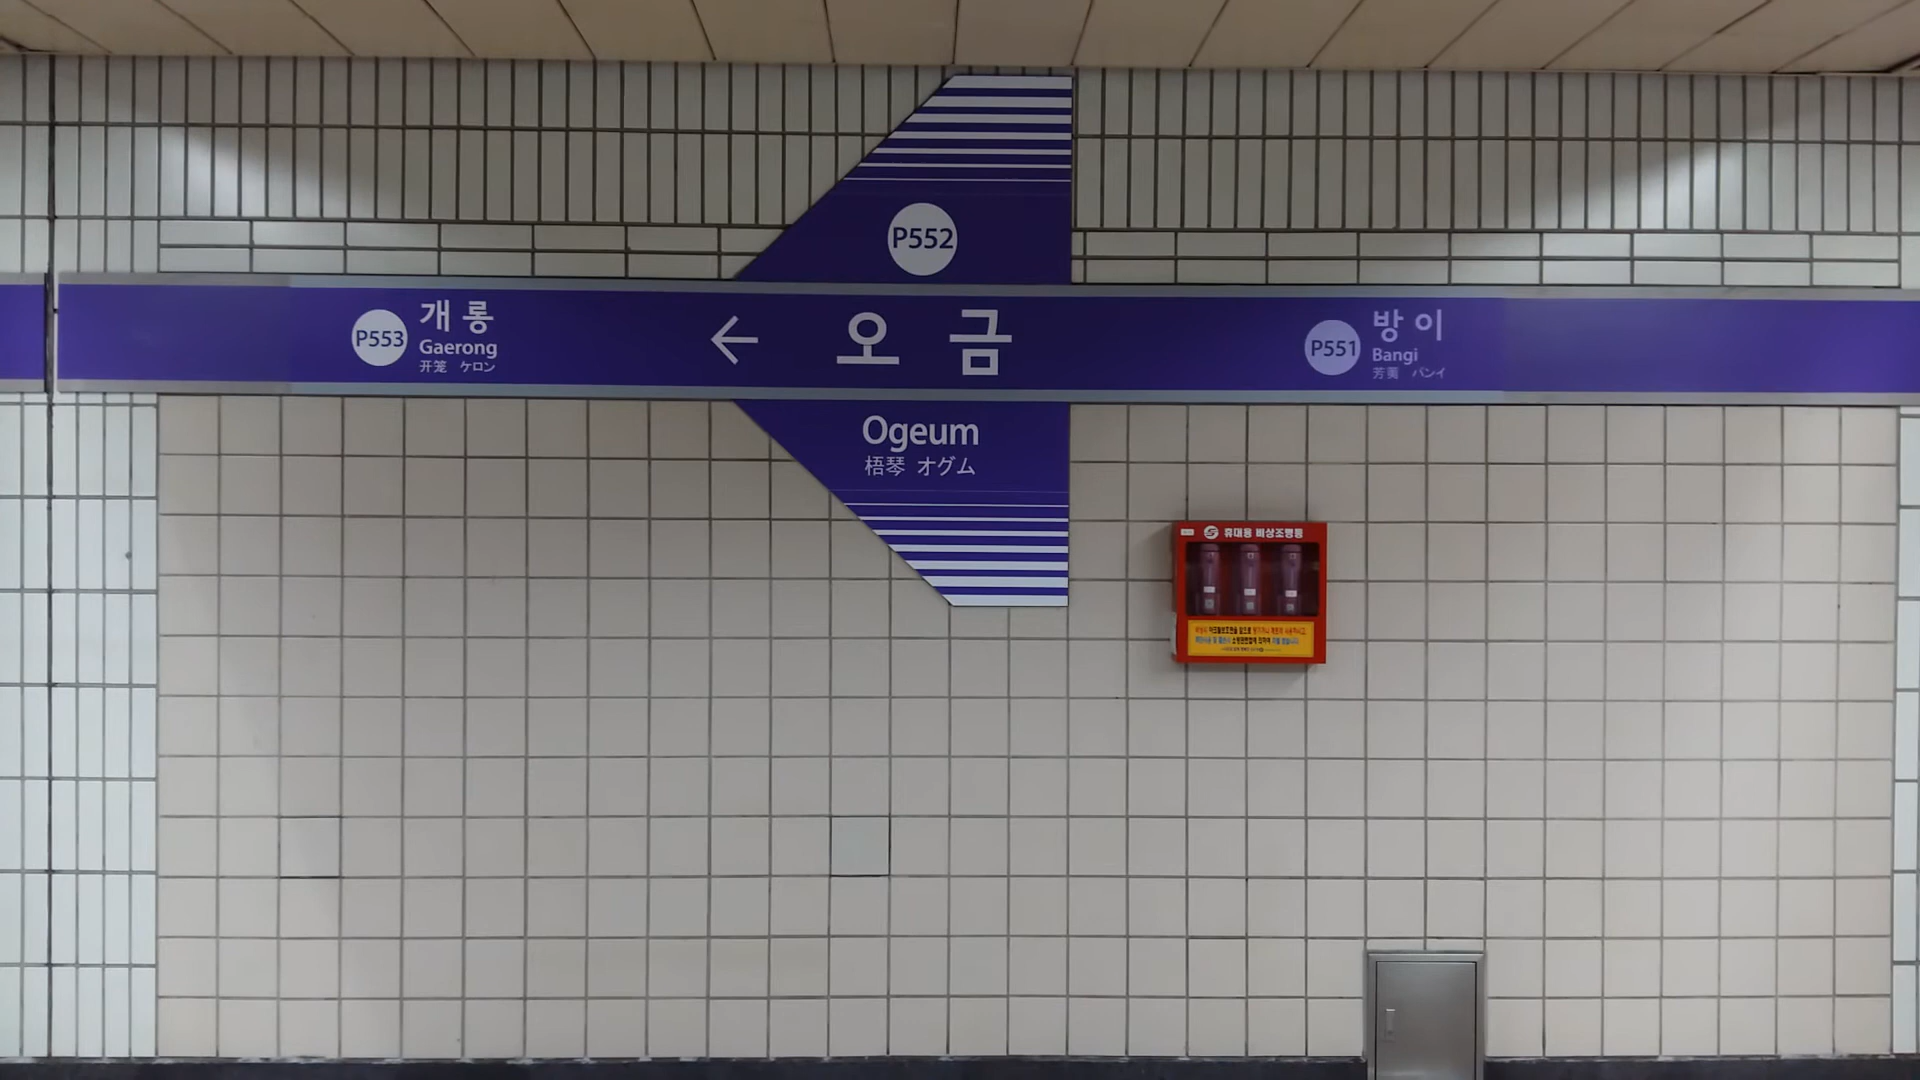 P552
P553
개롱
Gaerong
开笼 ケロン
←
오금
P551
방이
Bangi
芳荑 パンイ
Ogeum
梧琴 オグム
휴대용 비상조명등